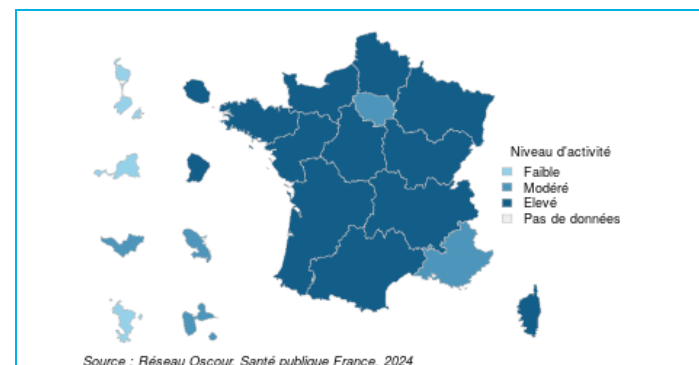 Niveau d'activité
Faible
Modéré
Elevé
Pas de données
Source : Réseau Oscour, Santé publique France, 2024